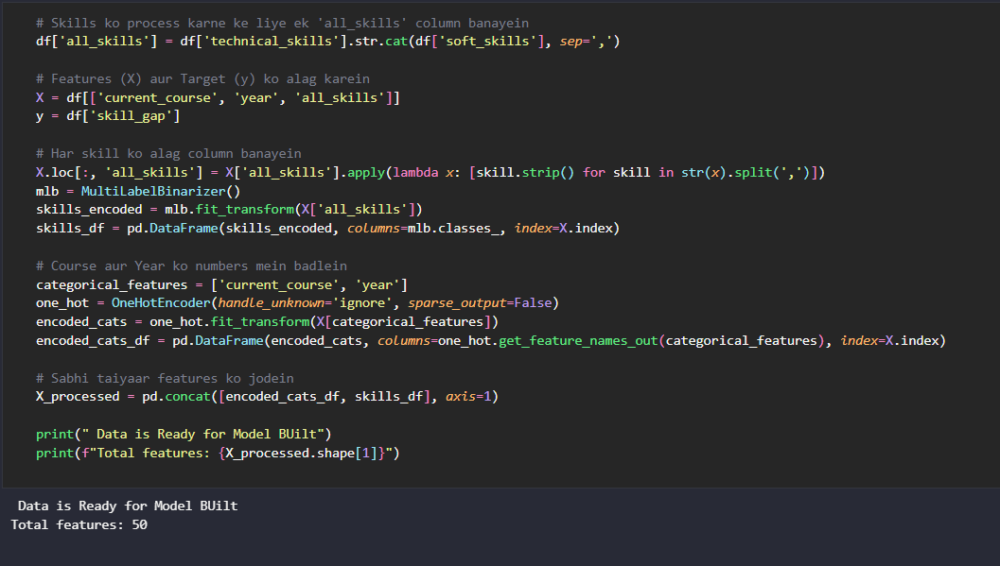 # Skills ko process karne ke liye ek 'all_skills' column banayein
df['all_skills'] = df['technical_skills'].str.cat(df['soft_skills'], sep=',')
# Features (X) aur Target (y) ko alag karein
X = df[['current_course', 'year', 'all_skills']]
y = df['skill_gap']
# Har skill ko alag column banayein
X.loc[:, 'all_skills'] = X['all_skills'].apply(lambda x: [skill.strip() for skill in str(x).split(',')])
mlb = MultiLabelBinarizer()
skills_encoded = mlb.fit_transform(X['all_skills'])
skills_df = pd.DataFrame(skills_encoded, columns=mlb.classes_, index=X.index)
# Course aur Year ko numbers mein badlein
categorical_features = ['current_course', 'year']
one_hot = OneHotEncoder(handle_unknown='ignore', sparse_output=False)
encoded_cats = one_hot.fit_transform(X[categorical_features])
encoded_cats_df = pd.DataFrame(encoded_cats, columns=one_hot.get_feature_names_out(categorical_features), index=X.index)
# Sabhi taiyaar features ko jodein
X_processed = pd.concat([encoded_cats_df, skills_df], axis=1)
print(" Data is Ready for Model BUilt")
print(f"Total features: {X_processed.shape[1]}")
Data is Ready for Model BUilt
Total features: 50